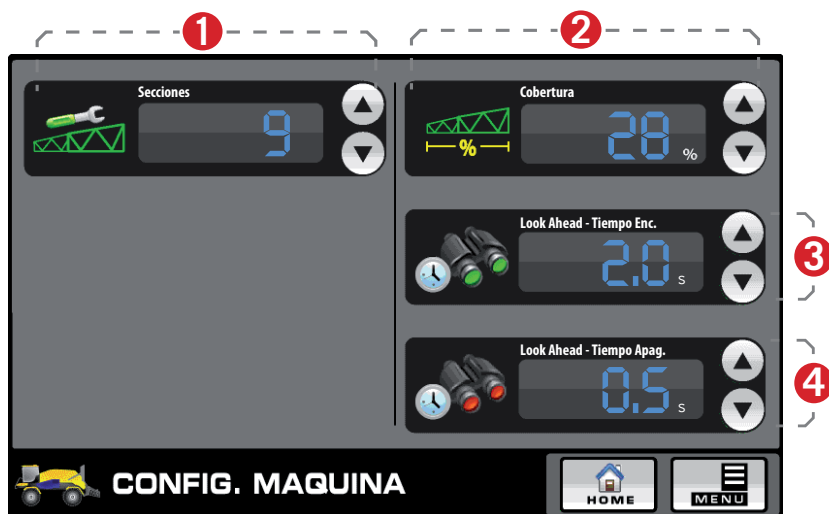 1
2
Secciones
9
Cobertura
%
28 %
Look Ahead - Tiempo Enc.
2.0 s
3
Look Ahead - Tiempo Apag.
0.5 s
4
CONFIG. MAQUINA
HOME
MENU